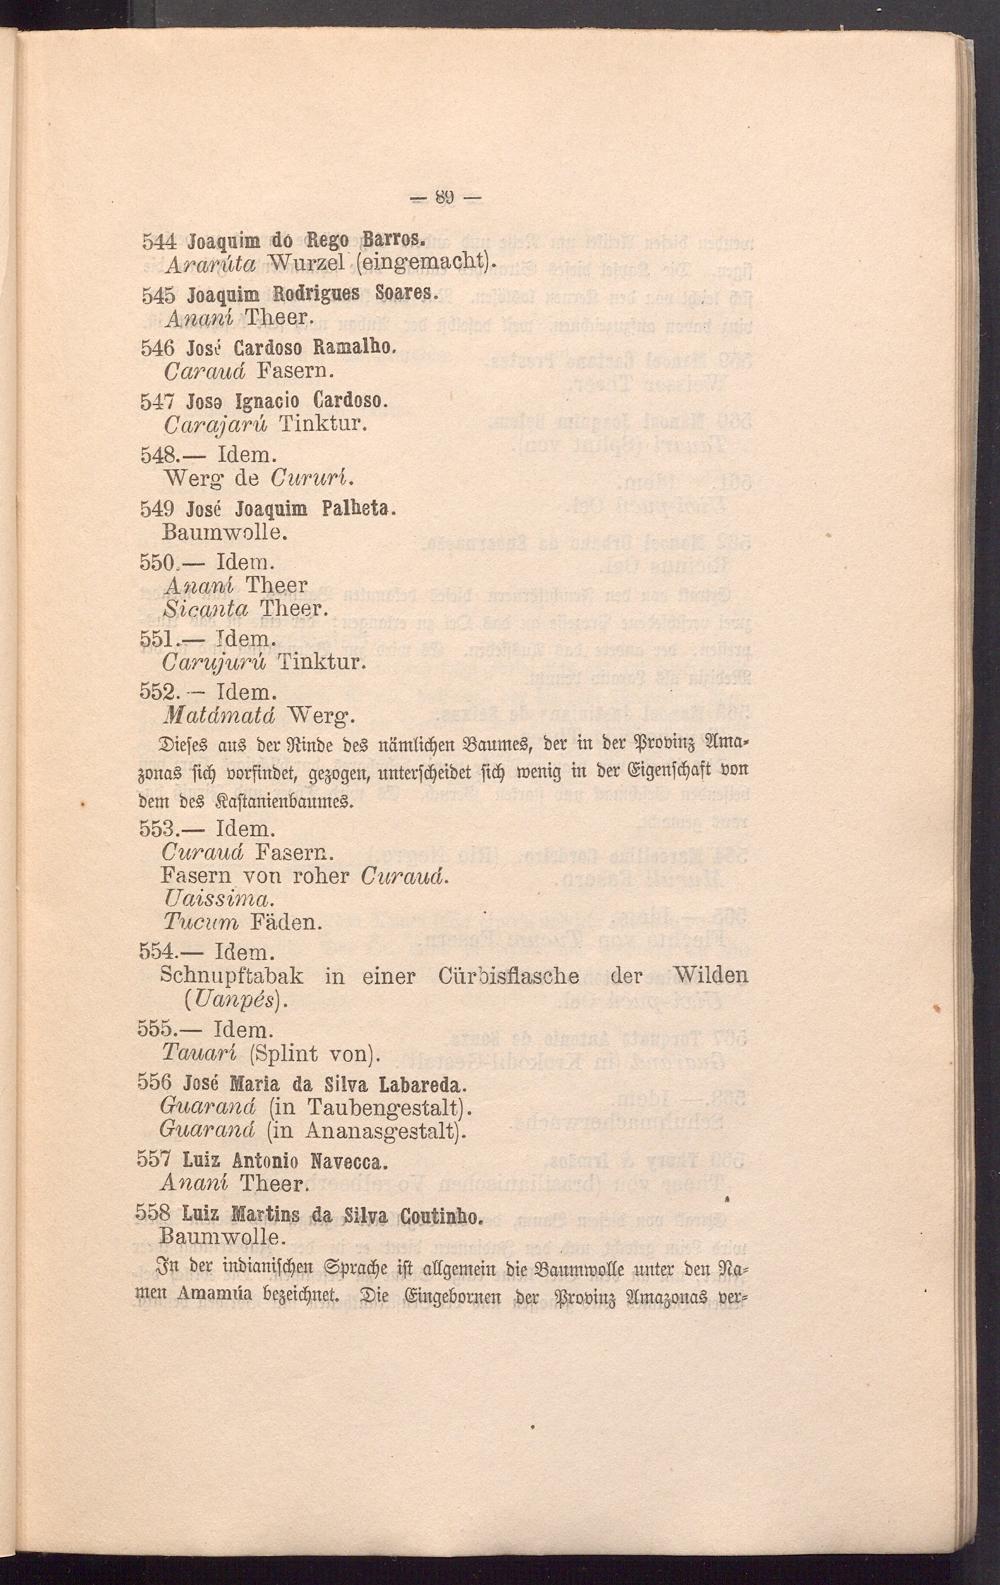 — 89 —
544 Joaquim do Rego Barros.
Ararúta Wurzel (eingemacht).
545 Joaquim Rodrigues Soares.
Ananí Theer.
546 José Cardoso Ramalho.
Carauá Fasern.
547 Jose Ignacio Cardoso.
Carajarú Tinktur.
548.— Idem.
Werg de Cururí.
549 José Joaquim Palheta.
Baumwolle.
550.— Idem.
Ananí Theer
Sicanta Theer.
551.— Idem.
Carujurú Tinktur.
552.— Idem.
Matámatá Werg.
Dieses aus der Rinde des nämlichen Baumes, der in der Provinz Ama-
zonas sich vorfindet, gezogen, unterscheidet sich wenig in der Eigenschaft von
dem des Kastanienbaumes.
553.— Idem.
Curauá Fasern.
Fasern von roher Curauá.
Uaissima.
Tucum Fäden.
554.— Idem.
Schnupftabak in einer Cürbisflasche der Wilden
(Uanpés).
555.— Idem.
Tauarí (Splint von).
556 José Maria da Silva Labareda.
Guaraná (in Taubengestalt).
Guaraná (in Ananasgestalt).
557 Luiz Antonio Navecca.
Ananí Theer.
558 Luiz Martins da Silva Coutinho.
Baumwolle.
In der indianischen Sprache ist allgemein die Baumwolle unter den Na-
men Amamúa bezeichnet. Die Eingebornen der Provinz Amazonas ver-